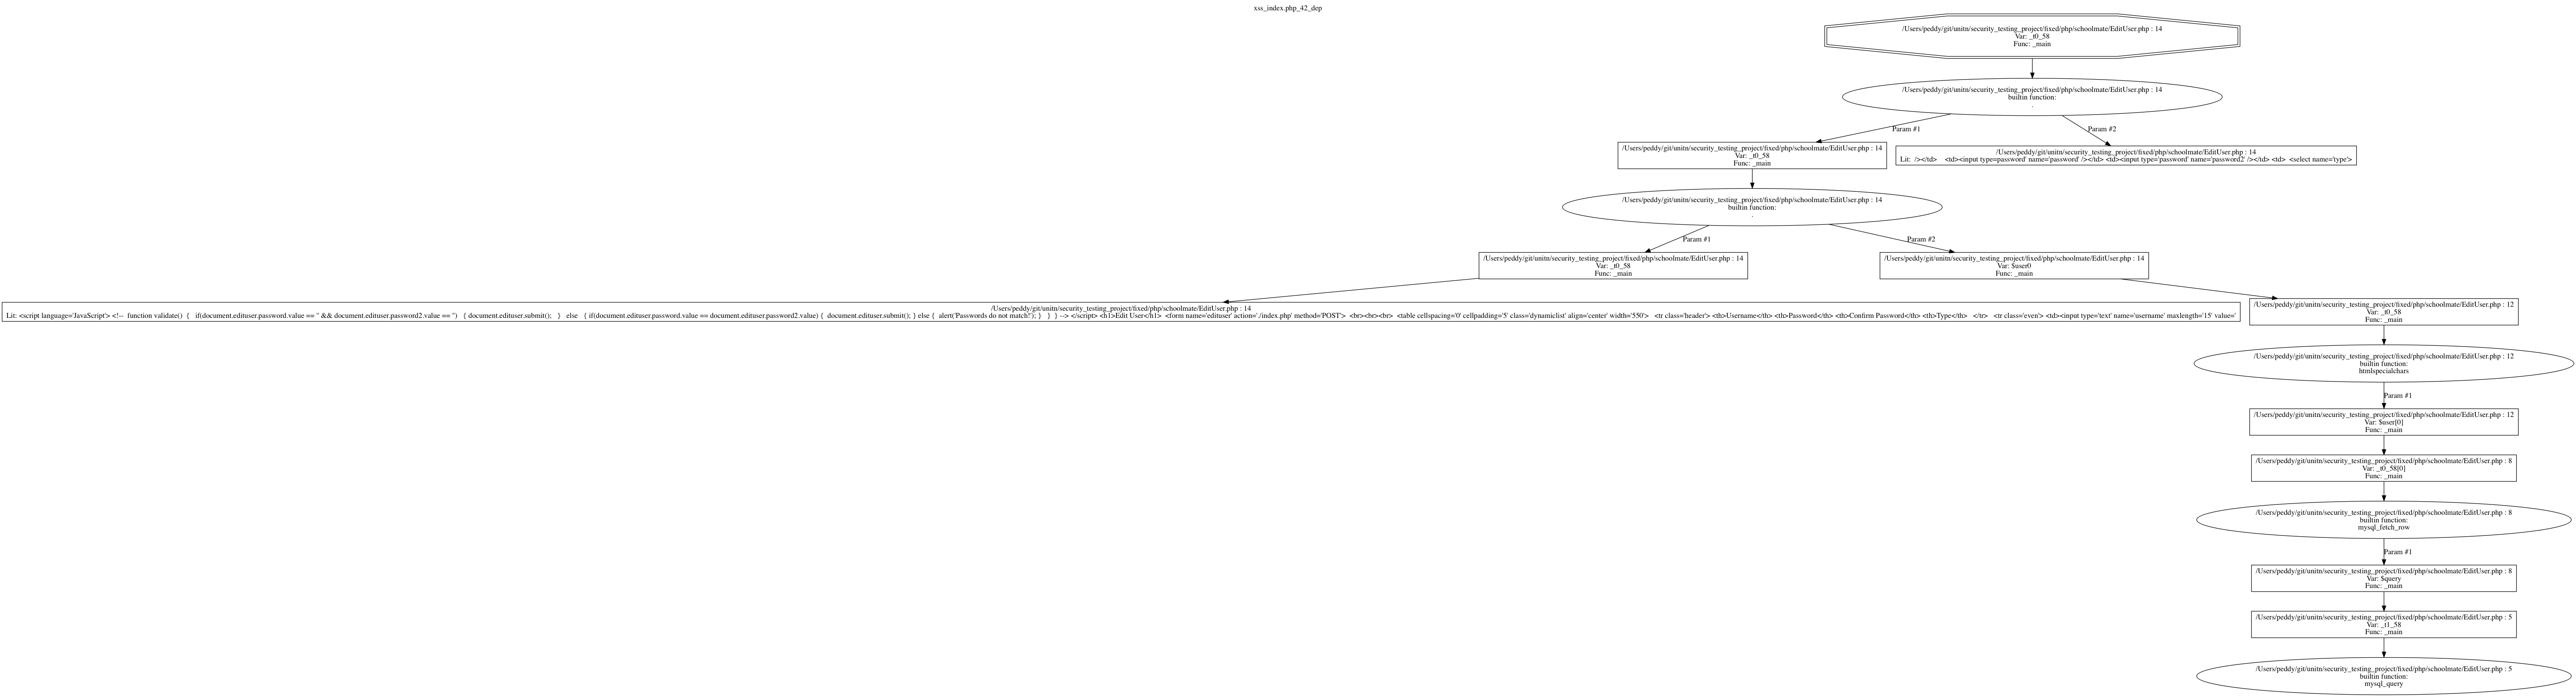 xss_index.php_42_dep
/Users/peddy/git/unitn/security_testing_project/fixed/php/schoolmate/EditUser.php : 14
Var: _t0_58
Func: _main
/Users/peddy/git/unitn/security_testing_project/fixed/php/schoolmate/EditUser.php : 14
builtin function:
.
Param #1
Param #2
/Users/peddy/git/unitn/security_testing_project/fixed/php/schoolmate/EditUser.php : 14
Var: _t0_58
Func: _main
/Users/peddy/git/unitn/security_testing_project/fixed/php/schoolmate/EditUser.php : 14
Lit: /></td> <td><input type=password' name='password' /></td> <td><input type='password' name='password2' /></td> <td> <select name='type'>
/Users/peddy/git/unitn/security_testing_project/fixed/php/schoolmate/EditUser.php : 14
builtin function:
.
Param #1
Param #2
/Users/peddy/git/unitn/security_testing_project/fixed/php/schoolmate/EditUser.php : 14
Var: _t0_58
Func: _main
/Users/peddy/git/unitn/security_testing_project/fixed/php/schoolmate/EditUser.php : 14
Var: $user0
Func: _main
/Users/peddy/git/unitn/security_testing_project/fixed/php/schoolmate/EditUser.php : 14
Lit: <script language='JavaScript'> <!-- function validate() { if(document.edituser.password.value == '' && document.edituser.password2.value == '') { document.edituser.submit(); } else { if(document.edituser.password.value == document.edituser.password2.value) { document.edituser.submit(); } else { alert('Passwords do not match!'); } } } --> </script> <h1>Edit User</h1> <form name='edituser' action='./index.php' method='POST'> <br><br><br> <table cellspacing='0' cellpadding='5' class='dynamiclist' align='center' width='550'> <tr class='header'> <th>Username</th> <th>Password</th> <th>Confirm Password</th> <th>Type</th> </tr> <tr class='even'> <td><input type='text' name='username' maxlength='15' value='
/Users/peddy/git/unitn/security_testing_project/fixed/php/schoolmate/EditUser.php : 12
Var: _t0_58
Func: _main
/Users/peddy/git/unitn/security_testing_project/fixed/php/schoolmate/EditUser.php : 12
builtin function:
htmlspecialchars
Param #1
/Users/peddy/git/unitn/security_testing_project/fixed/php/schoolmate/EditUser.php : 12
Var: $user[0]
Func: _main
/Users/peddy/git/unitn/security_testing_project/fixed/php/schoolmate/EditUser.php : 8
Var: _t0_58[0]
Func: _main
/Users/peddy/git/unitn/security_testing_project/fixed/php/schoolmate/EditUser.php : 8
builtin function:
mysql_fetch_row
Param #1
/Users/peddy/git/unitn/security_testing_project/fixed/php/schoolmate/EditUser.php : 8
Var: $query
Func: _main
/Users/peddy/git/unitn/security_testing_project/fixed/php/schoolmate/EditUser.php : 5
Var: _t1_58
Func: _main
/Users/peddy/git/unitn/security_testing_project/fixed/php/schoolmate/EditUser.php : 5
builtin function:
mysql_query